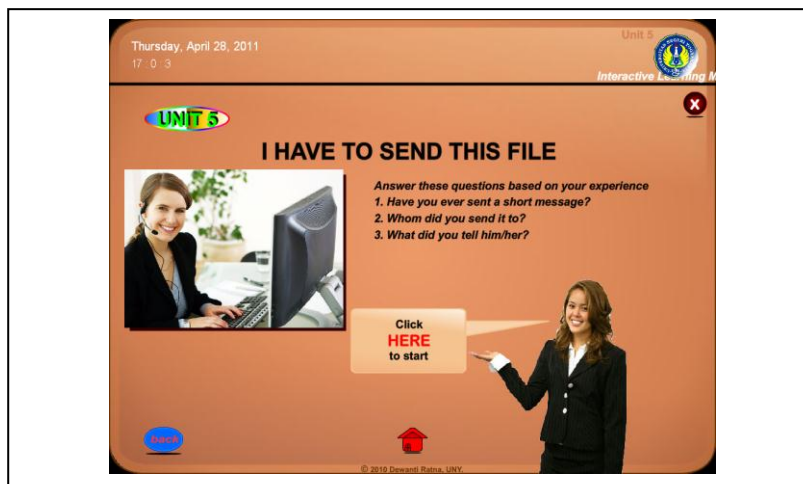 Thursday, April 28, 2011
17 : 0 : 3
Unit 5
Interactive Learning M
X
UNIT 5
I HAVE TO SEND THIS FILE
Answer these questions based on your experience
1. Have you ever sent a short message?
2. Whom did you send it to?
3. What did you tell him/her?
Click
HERE
to start
back
© 2010 Dewanti Ratna, UNY.